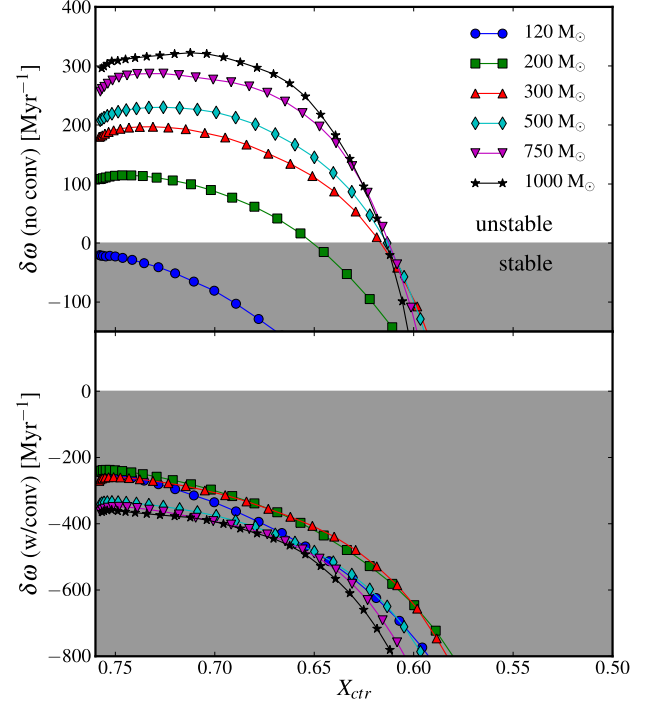 400
300
200
100
0
−100
δω (no conv) [Myr⁻¹]
120 M☉
200 M☉
300 M☉
500 M☉
750 M☉
1000 M☉
unstable
stable
0
−200
−400
−600
−800
δω (w/conv) [Myr⁻¹]
0.75 0.70 0.65 0.60 0.55 0.50
X_ctr